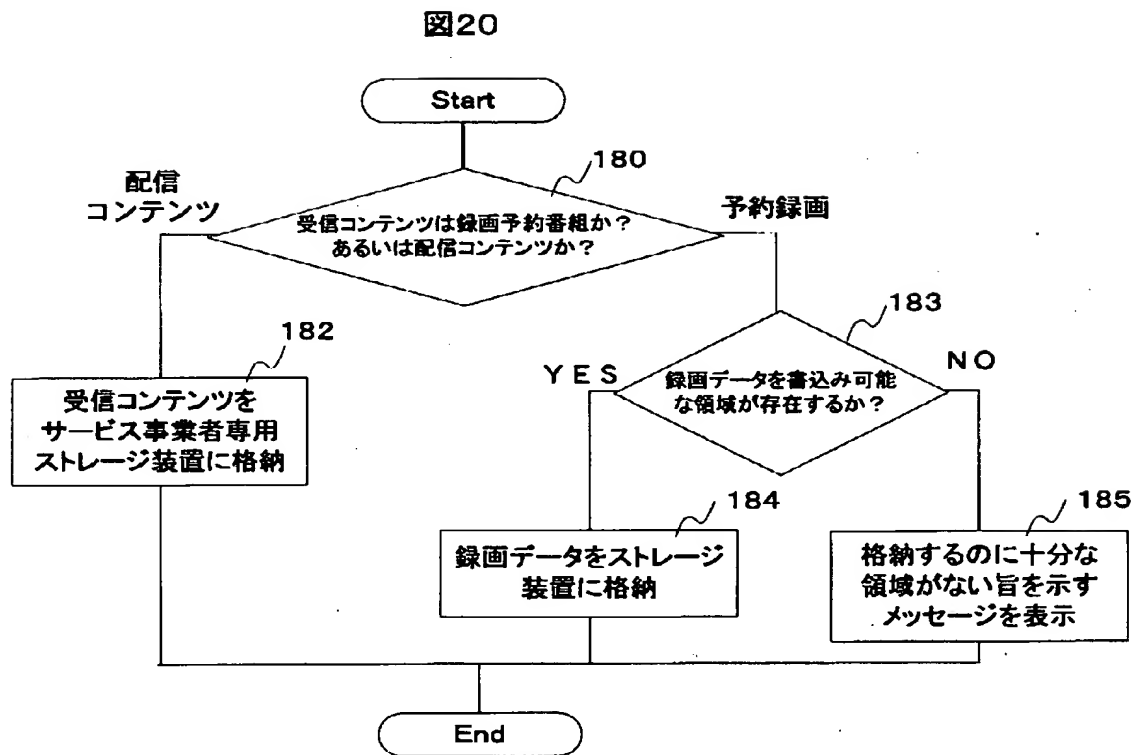 図20
Start
180
配信
コンテンツ
受信コンテンツは録画予約番組か？
あるいは配信コンテンツか？
予約録画
182
受信コンテンツを
サービス事業者専用
ストレージ装置に格納
183
YES
録画データを書込み可能
な領域が存在するか？
NO
184
録画データをストレージ
装置に格納
185
格納するのに十分な
領域がない旨を示す
メッセージを表示
End